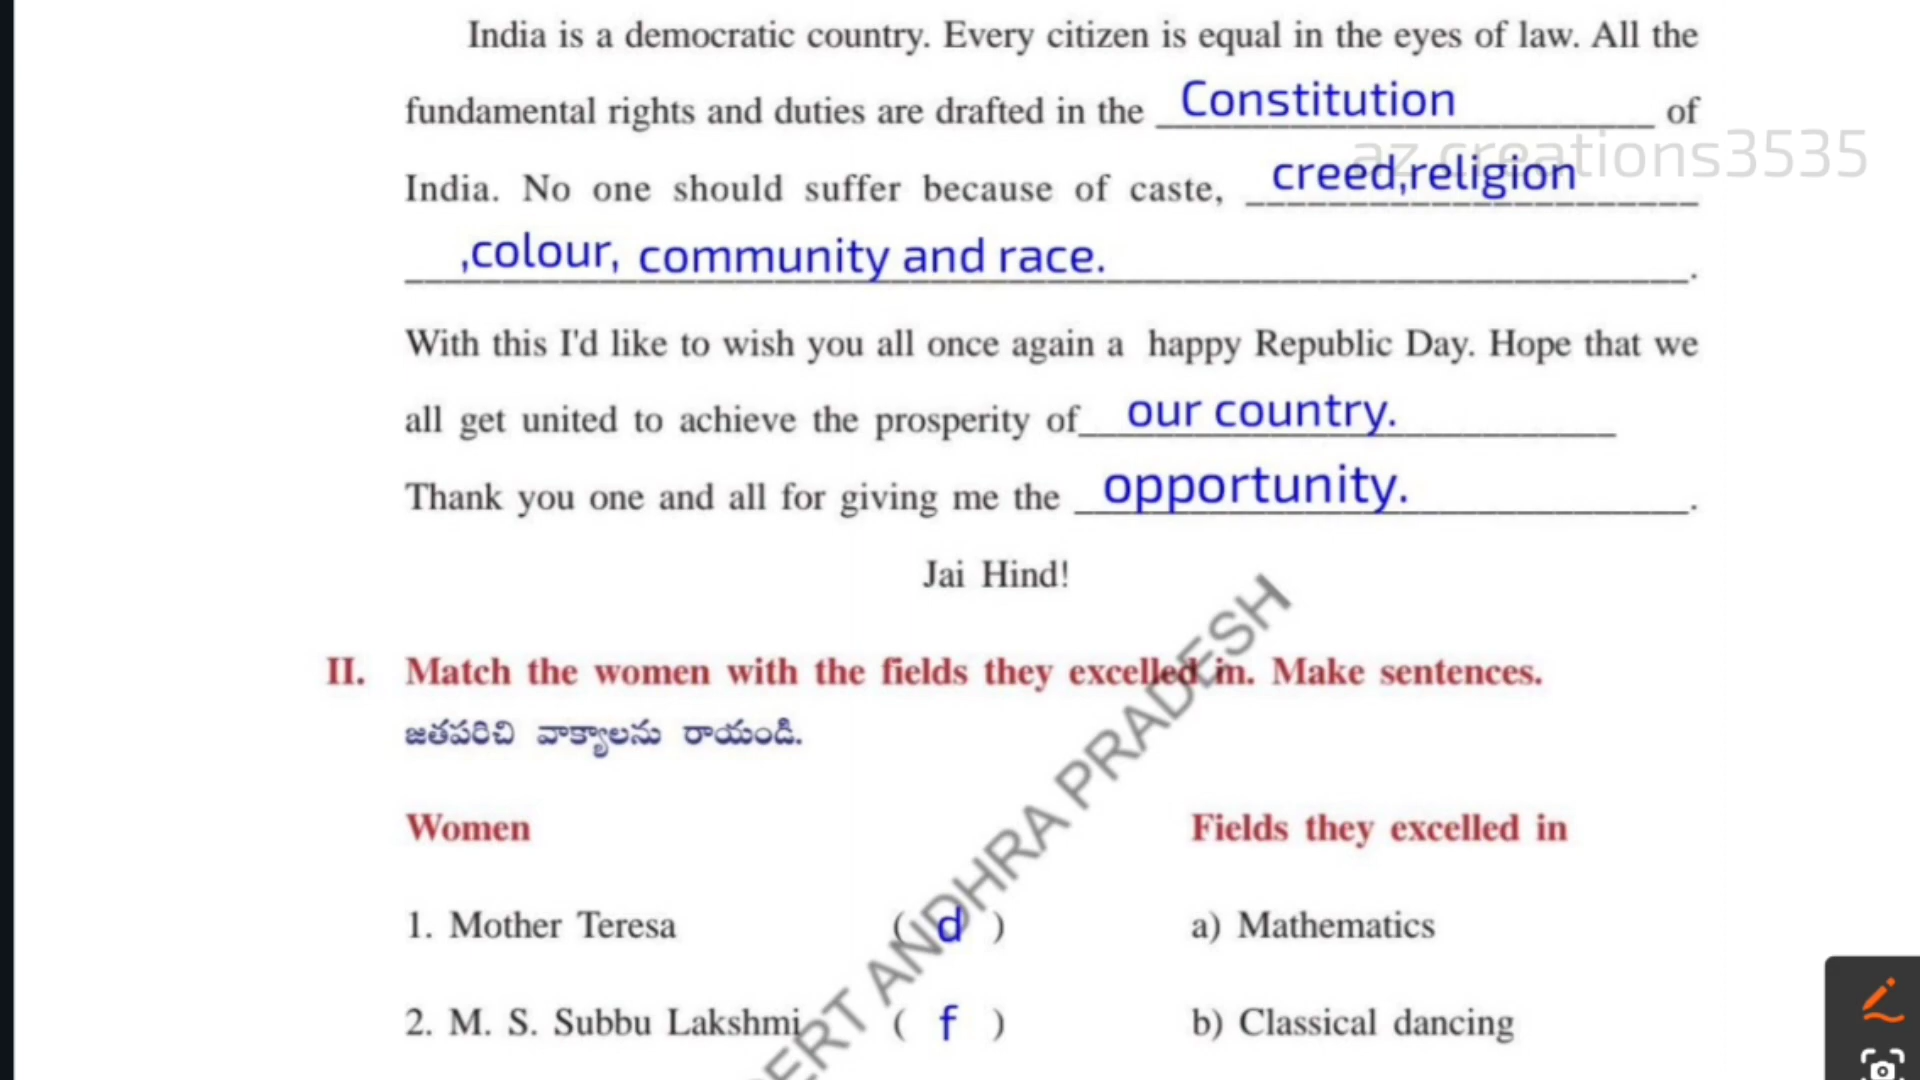 India is a democratic country. Every citizen is equal in the eyes of law. All the
fundamental rights and duties are drafted in the Constitution of
az creations3535
India. No one should suffer because of caste, creed,religion
,colour, community and race. .
With this I'd like to wish you all once again a happy Republic Day. Hope that we
all get united to achieve the prosperity of our country.
Thank you one and all for giving me the opportunity. .
Jai Hind!
II. Match the women with the fields they excelled in. Make sentences.
జతపరిచి వాక్యాలను రాయండి.
Women Fields they excelled in
1. Mother Teresa ( d ) a) Mathematics
2. M. S. Subbu Lakshmi ( f ) b) Classical dancing
ERT ANDHRA PRADESH